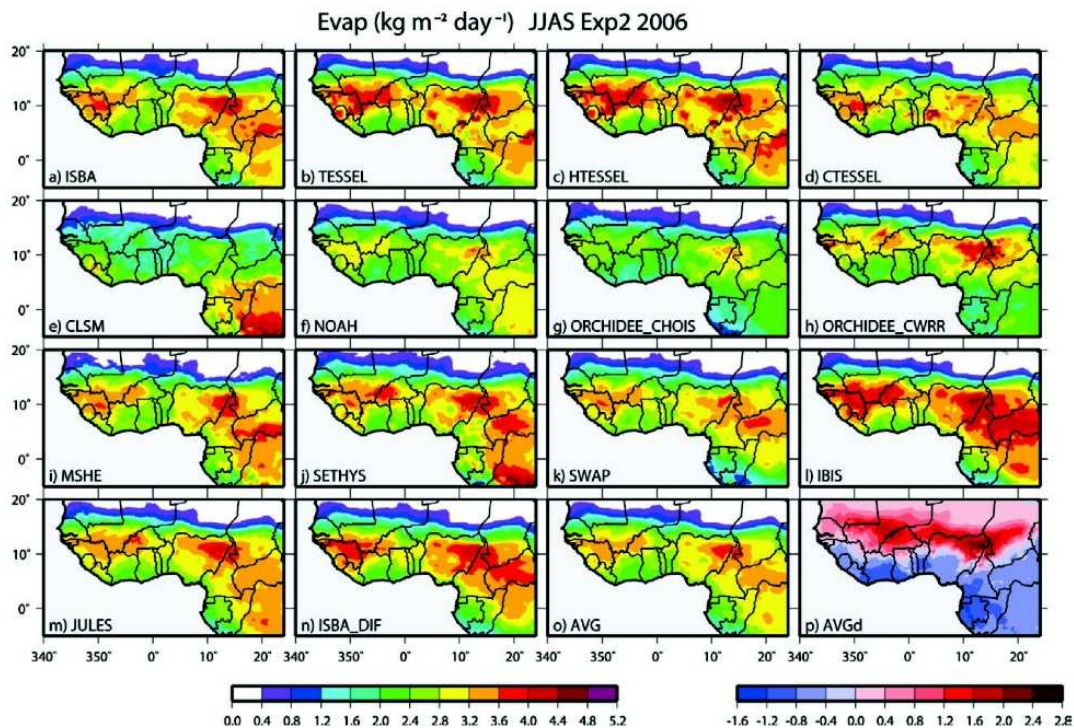 Evap (kg m⁻² day⁻¹) JJAS Exp2 2006
20°
10°
0°
a) ISBA
b) TESSEL
c) HTESSEL
d) CTESSEL
20°
10°
0°
e) CLSM
f) NOAH
g) ORCHIDEE_CHOIS
h) ORCHIDEE_CWRR
20°
10°
0°
i) MSHE
j) SETHYS
k) SWAP
l) IBIS
20°
10°
0°
m) JULES
n) ISBA_DIF
o) AVG
p) AVGd
340° 350° 0° 10° 20° 340° 350° 0° 10° 20° 340° 350° 0° 10° 20° 340° 350° 0° 10° 20°
0.0 0.4 0.8 1.2 1.6 2.0 2.4 2.8 3.2 3.6 4.0 4.4 4.8 5.2
-1.6 -1.2 -0.8 -0.4 0.0 0.4 0.8 1.2 1.6 2.0 2.4 2.8